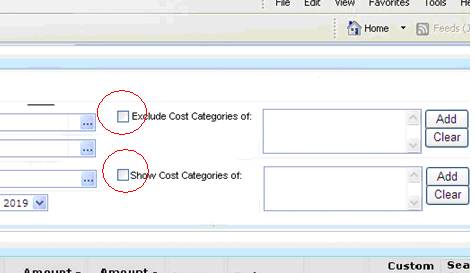 File Edit View Favorites Tools
Home Feeds (J
Exclude Cost Categories of:
Add
Clear
Show Cost Categories of:
Add
Clear
2019
Custom Sea
Amount - Amount -